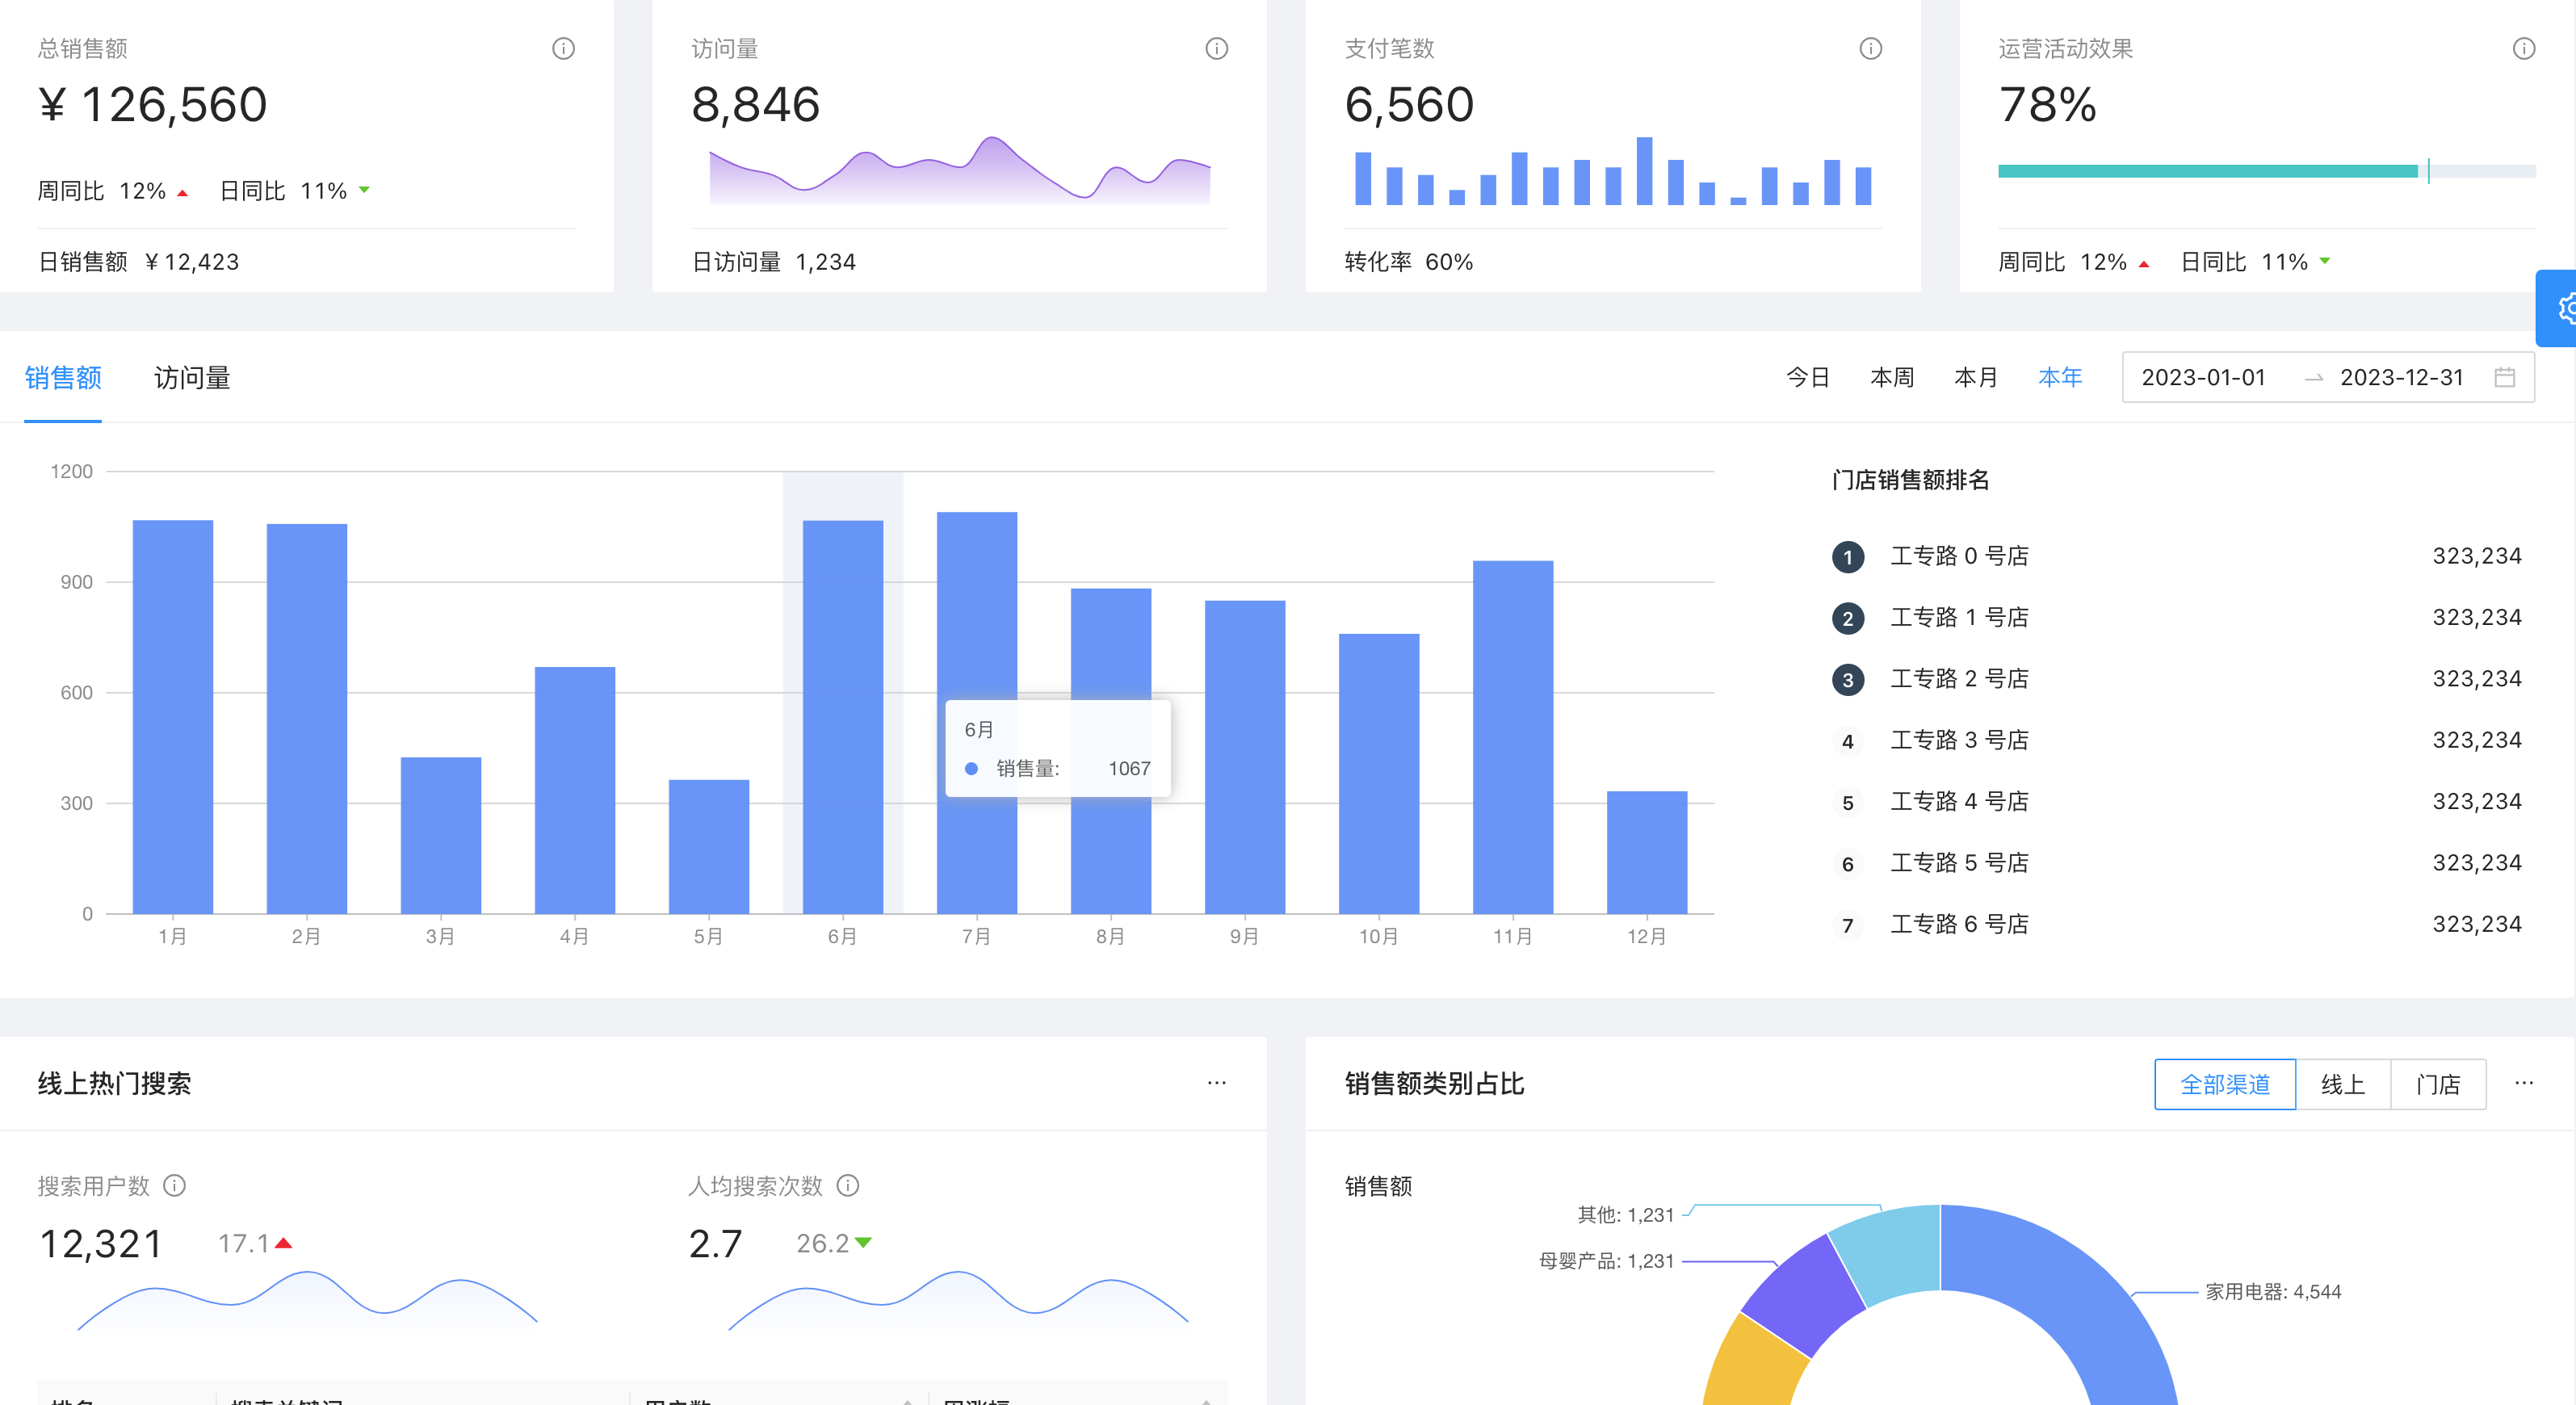 总销售额
¥ 126,560
周同比 12% 日同比 11%
日销售额 ¥ 12,423
访问量
8,846
日访问量 1,234
支付笔数
6,560
转化率 60%
运营活动效果
78%
周同比 12% 日同比 11%
销售额 访问量
今日 本周 本月 本年 2023-01-01 → 2023-12-31
1200
900
600
300
0
1月 2月 3月 4月 5月 6月 7月 8月 9月 10月 11月 12月
6月
销售量: 1067
门店销售额排名
1 工专路 0 号店 323,234
2 工专路 1 号店 323,234
3 工专路 2 号店 323,234
4 工专路 3 号店 323,234
5 工专路 4 号店 323,234
6 工专路 5 号店 323,234
7 工专路 6 号店 323,234
线上热门搜索 ...
搜索用户数
12,321 17.1
人均搜索次数
2.7 26.2
销售额类别占比
全部渠道 线上 门店 ...
销售额
其他: 1,231
母婴产品: 1,231
家用电器: 4,544